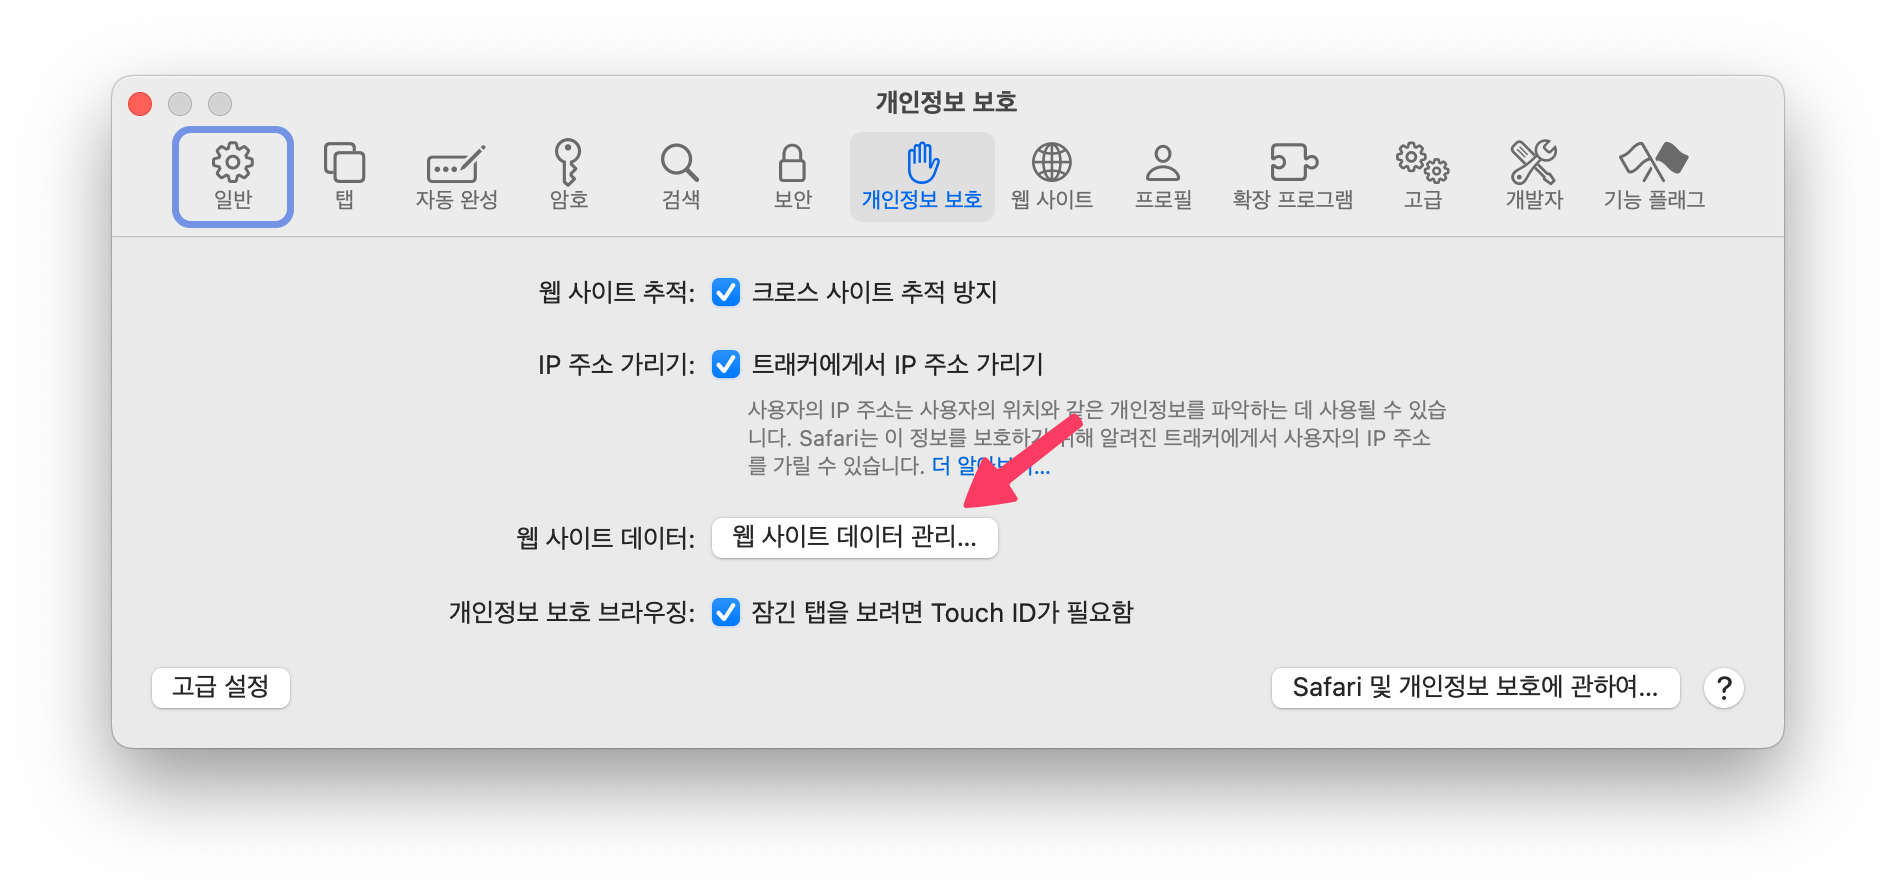 개인정보 보호
일반
탭
자동 완성
암호
검색
보안
개인정보 보호
웹 사이트
프로필
확장 프로그램
고급
개발자
기능 플래그
웹 사이트 추적: 크로스 사이트 추적 방지
IP 주소 가리기: 트래커에게서 IP 주소 가리기
사용자의 IP 주소는 사용자의 위치와 같은 개인정보를 파악하는 데 사용될 수 있습
니다. Safari는 이 정보를 보호하기 위해 알려진 트래커에게서 사용자의 IP 주소
를 가릴 수 있습니다. 더 알아보기...
웹 사이트 데이터: 웹 사이트 데이터 관리...
개인정보 보호 브라우징: 잠긴 탭을 보려면 Touch ID가 필요함
고급 설정
Safari 및 개인정보 보호에 관하여...
?